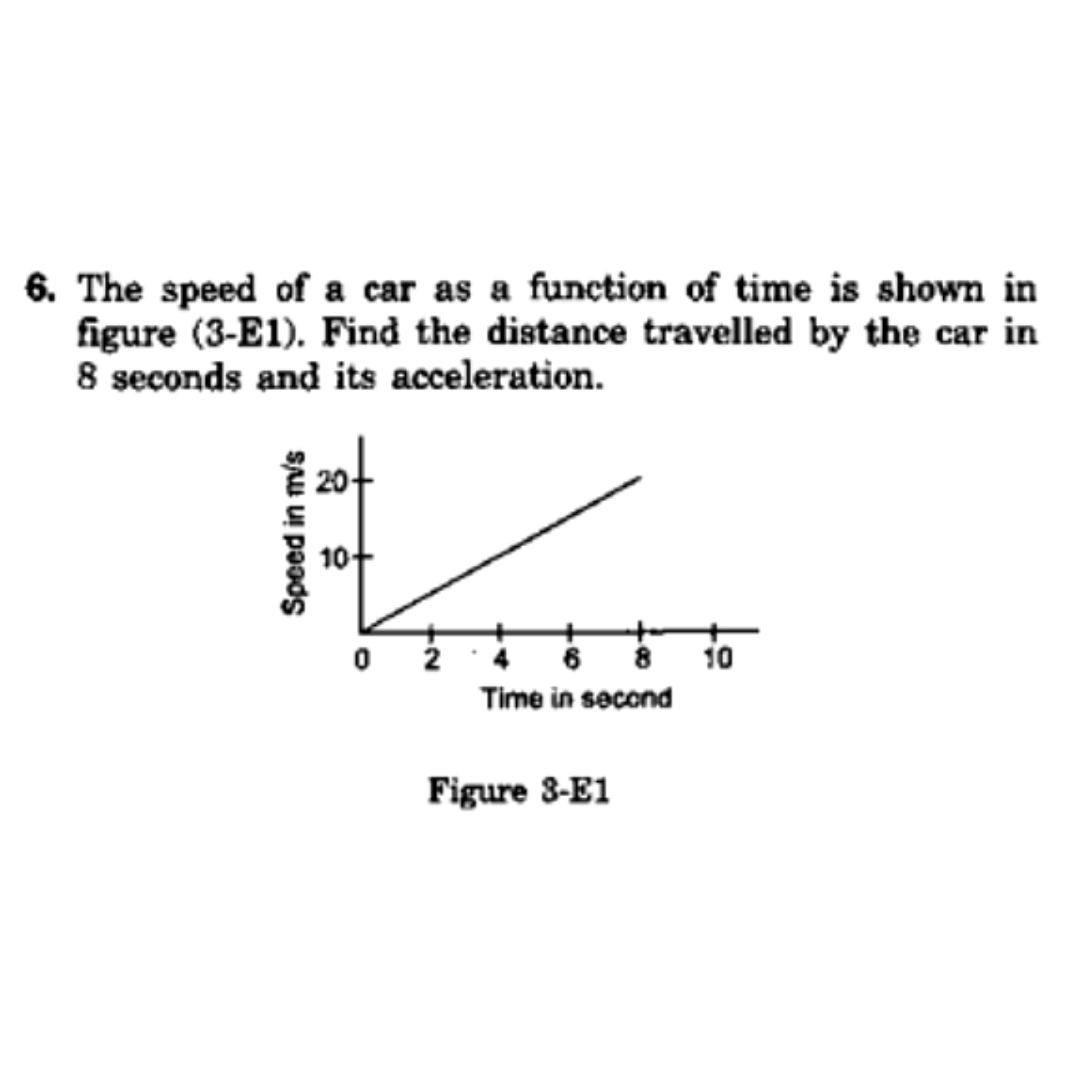 6. The speed of a car as a function of time is shown in
figure (3-E1). Find the distance travelled by the car in
8 seconds and its acceleration.
Speed in m/s
20
10
0 2 4 6 8 10
Time in second
Figure 3-E1